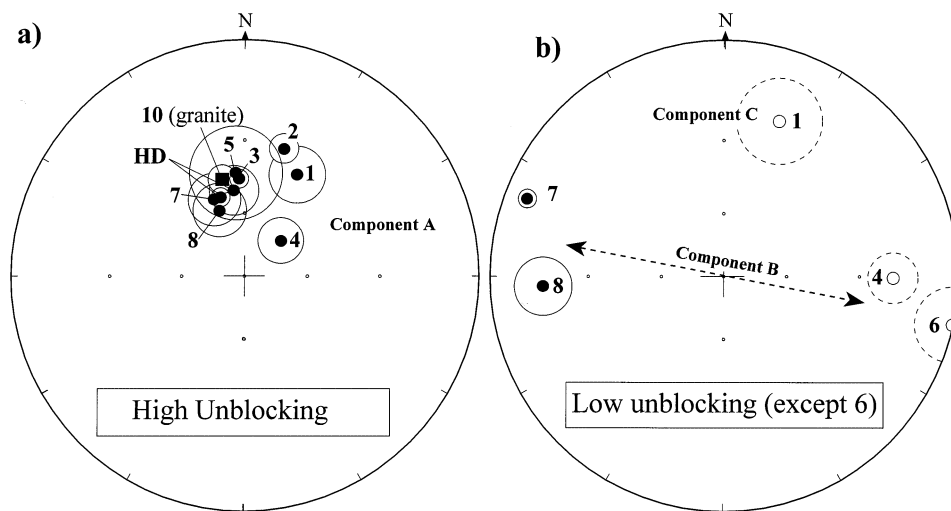 a)
N
10 (granite)
HD
5
3
2
1
7
8
4
Component A
High Unblocking
b)
N
Component C
1
7
Component B
8
4
6
Low unblocking (except 6)